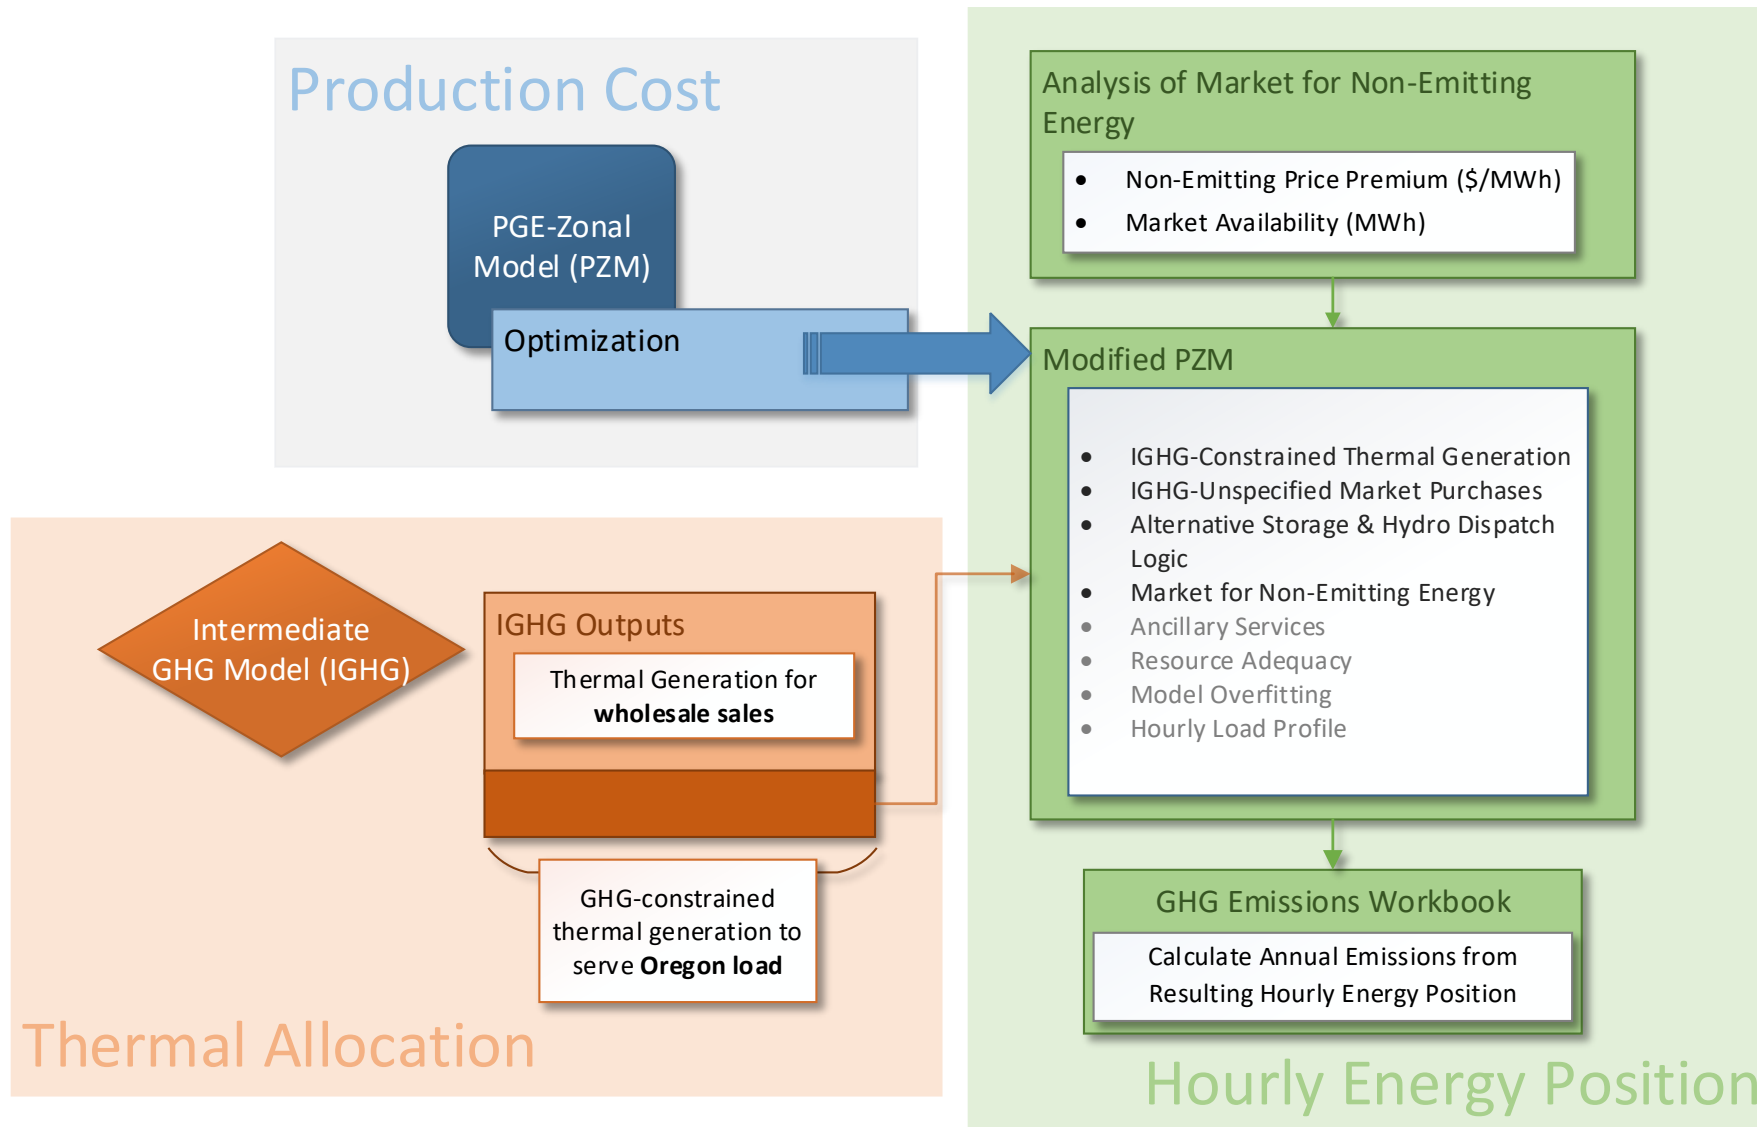 Production Cost
PGE-Zonal
Model (PZM)
Optimization
Thermal Allocation
Intermediate
GHG Model (IGHG)
IGHG Outputs
Thermal Generation for
wholesale sales
GHG-constrained
thermal generation to
serve Oregon load
Analysis of Market for Non-Emitting
Energy
• Non-Emitting Price Premium ($/MWh)
• Market Availability (MWh)
Modified PZM
• IGHG-Constrained Thermal Generation
• IGHG-Unspecified Market Purchases
• Alternative Storage & Hydro Dispatch
Logic
• Market for Non-Emitting Energy
• Ancillary Services
• Resource Adequacy
• Model Overfitting
• Hourly Load Profile
GHG Emissions Workbook
Calculate Annual Emissions from
Resulting Hourly Energy Position
Hourly Energy Position